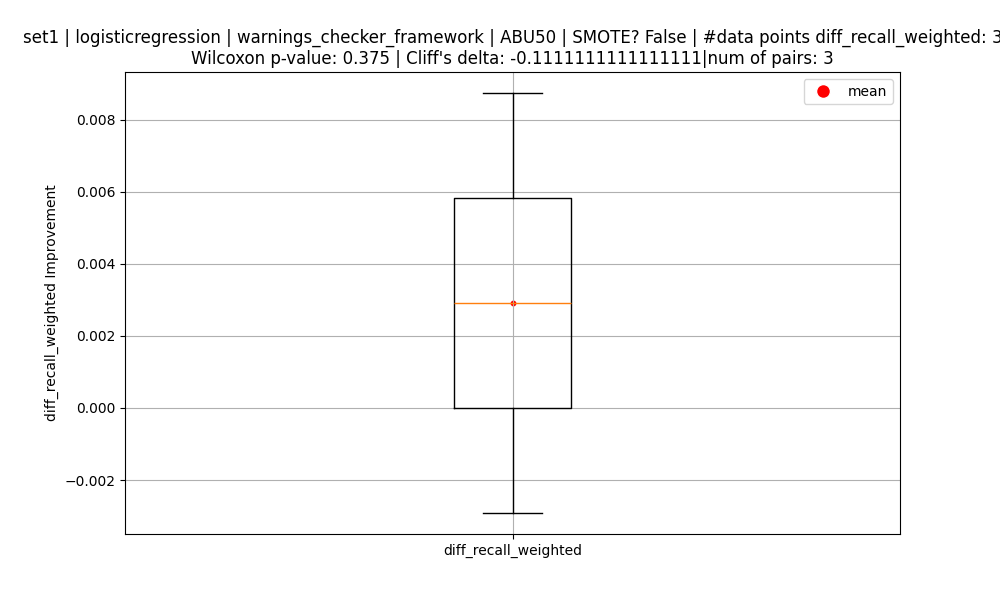 set1 | logisticregression | warnings_checker_framework | ABU50 | SMOTE? False | #data points diff_recall_weighted: 3
Wilcoxon p-value: 0.375 | Cliff's delta: -0.1111111111111111|num of pairs: 3
mean
0.008
0.006
0.004
0.002
0.000
−0.002
diff_recall_weighted Improvement
diff_recall_weighted